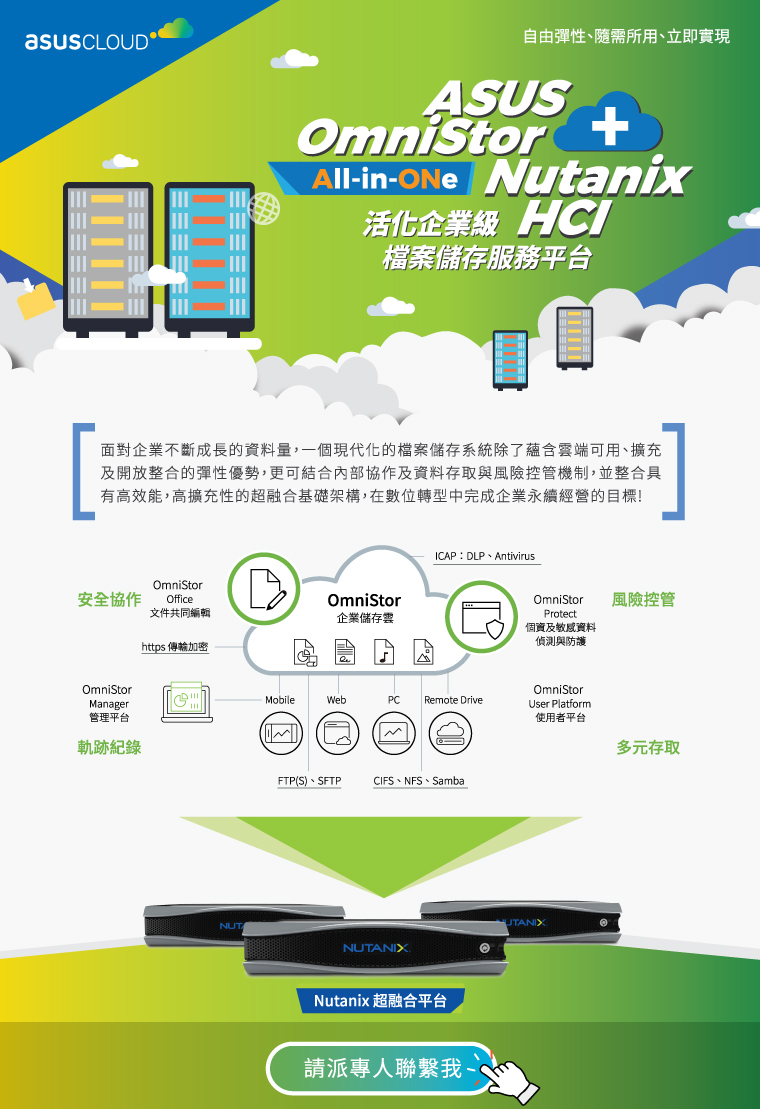 asusCLOUD
自由彈性、隨需所用、立即實現
ASUS
OmniStor
All-in-ONe
Nutanix
HCI
活化企業級
檔案儲存服務平台
面對企業不斷成長的資料量，一個現代化的檔案儲存系統除了蘊含雲端可用、擴充
及開放整合的彈性優勢，更可結合內部協作及資料存取與風險控管機制，並整合具
有高效能，高擴充性的超融合基礎架構，在數位轉型中完成企業永續經營的目標！
ICAP：DLP、Antivirus
安全協作
OmniStor
Office
文件共同編輯
OmniStor
企業儲存雲
OmniStor
Protect
個資及敏感資料
偵測與防護
風險控管
https 傳輸加密
OmniStor
Manager
管理平台
Mobile
Web
PC
Remote Drive
OmniStor
User Platform
使用者平台
軌跡紀錄
多元存取
FTP(S)、SFTP
CIFS、NFS、Samba
NUTA
NUTANIX
NUTANIX.
Nutanix 超融合平台
請派專人聯繫我